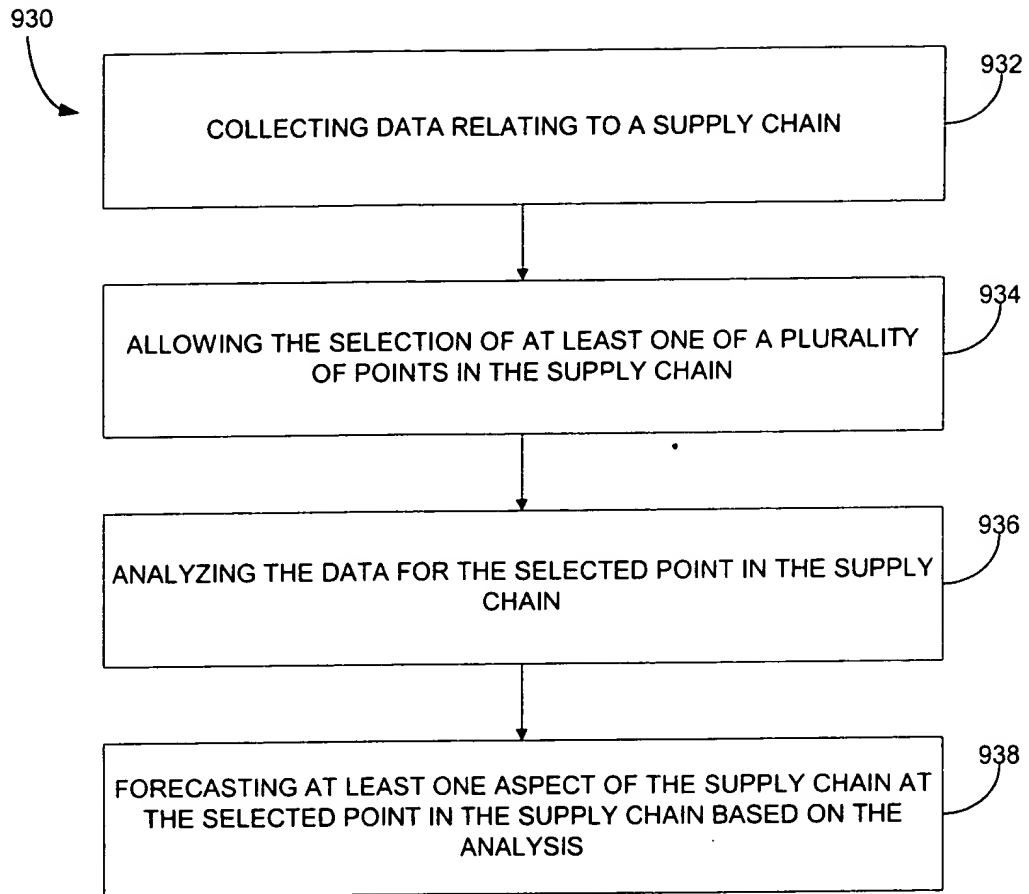 930
932
COLLECTING DATA RELATING TO A SUPPLY CHAIN
934
ALLOWING THE SELECTION OF AT LEAST ONE OF A PLURALITY
OF POINTS IN THE SUPPLY CHAIN
936
ANALYZING THE DATA FOR THE SELECTED POINT IN THE SUPPLY
CHAIN
938
FORECASTING AT LEAST ONE ASPECT OF THE SUPPLY CHAIN AT
THE SELECTED POINT IN THE SUPPLY CHAIN BASED ON THE
ANALYSIS